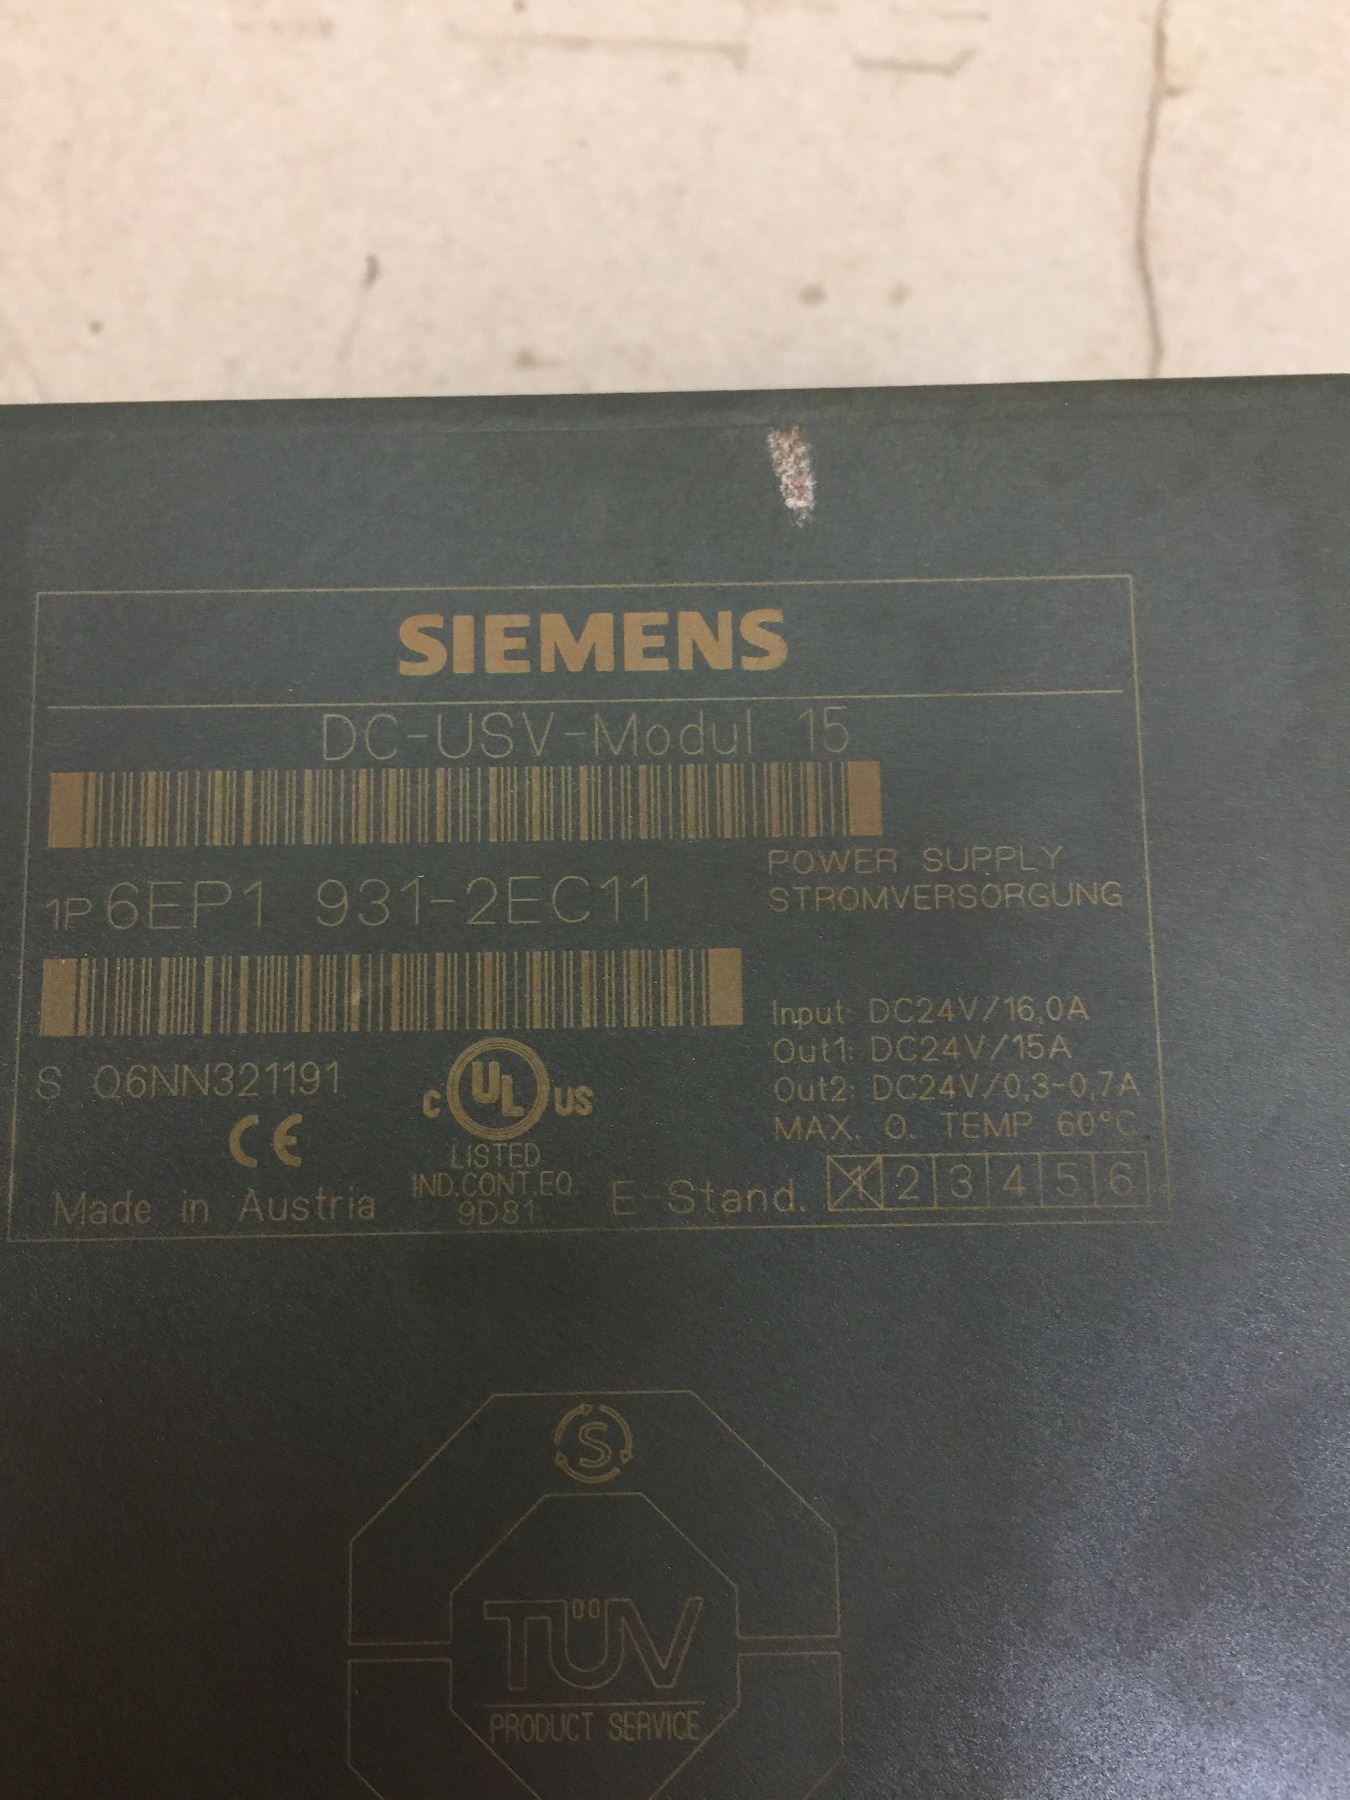 SIEMENS
DC-USV-Modul 15
1P 6EP1 931-2EC11
POWER SUPPLY
STROMVERSORGUNG
S Q6NN321191
Input: DC24V/16,0A
Out1: DC24V/15A
Out2: DC24V/0,3-0,7A
MAX. O. TEMP 60°C
C UL US
LISTED
IND.CONT.EQ.
9D81
CE
Made in Austria
E-Stand. 1 2 3 4 5 6
S
TÜV
PRODUCT SERVICE